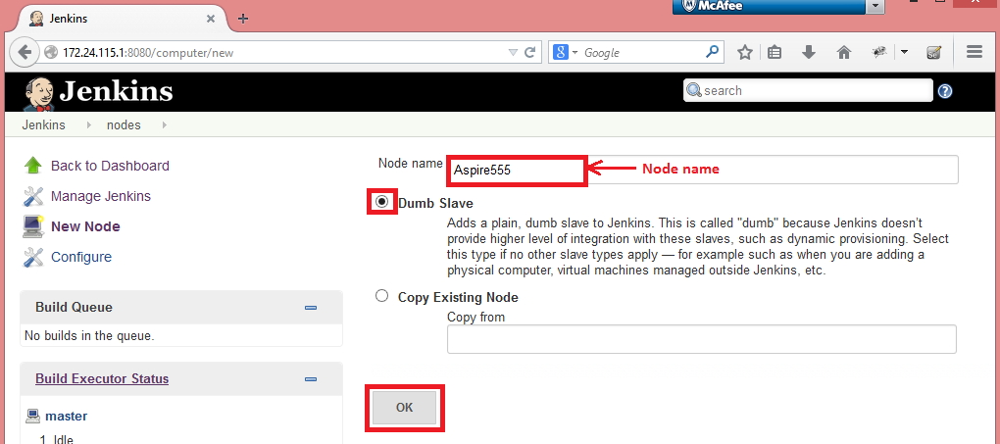 McAfee
Jenkins
172.24.115.1:8080/computer/new
Google
Jenkins
search
Jenkins
nodes
Back to Dashboard
Manage Jenkins
New Node
Configure
Build Queue
No builds in the queue.
Build Executor Status
master
1 Idle
Node name
Aspire555
Node name
Dumb Slave
Adds a plain, dumb slave to Jenkins. This is called "dumb" because Jenkins doesn't
provide higher level of integration with these slaves, such as dynamic provisioning. Select
this type if no other slave types apply — for example such as when you are adding a
physical computer, virtual machines managed outside Jenkins, etc.
Copy Existing Node
Copy from
OK